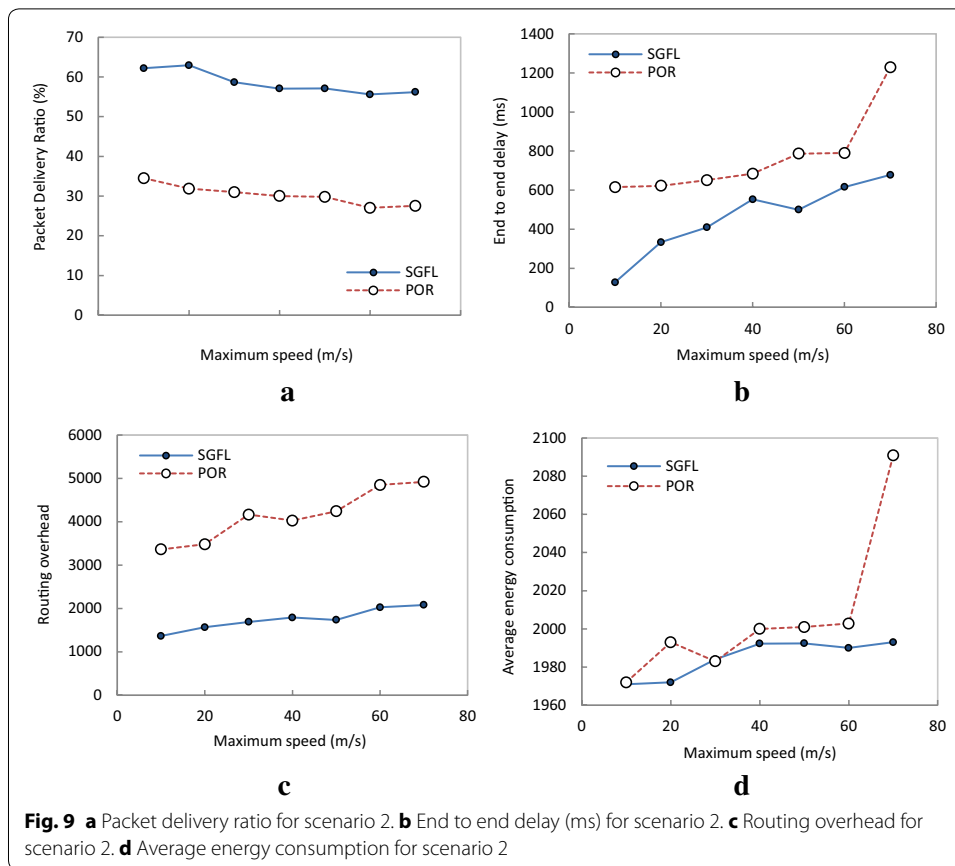 70
60
50
40
30
20
10
0
Packet Delivery Ratio (%)
SGFL
POR
Maximum speed (m/s)
a
1400
1200
1000
800
600
400
200
0
End to end delay (ms)
SGFL
POR
0 20 40 60 80
Maximum speed (m/s)
b
6000
5000
4000
3000
2000
1000
0
Routing overhead
SGFL
POR
0 20 40 60 80
Maximum speed (m/s)
c
2100
2080
2060
2040
2020
2000
1980
1960
Average energy consumption
SGFL
POR
0 20 40 60 80
Maximum speed (m/s)
d
Fig. 9 a Packet delivery ratio for scenario 2. b End to end delay (ms) for scenario 2. c Routing overhead for
scenario 2. d Average energy consumption for scenario 2